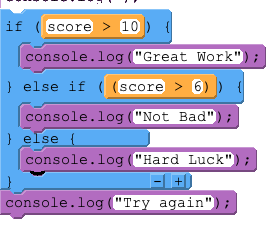 if (score > 10) {
console.log("Great Work");
} else if ((score > 6)) {
console.log("Not Bad");
} else {
console.log("Hard Luck");
}
- +
console.log("Try again");